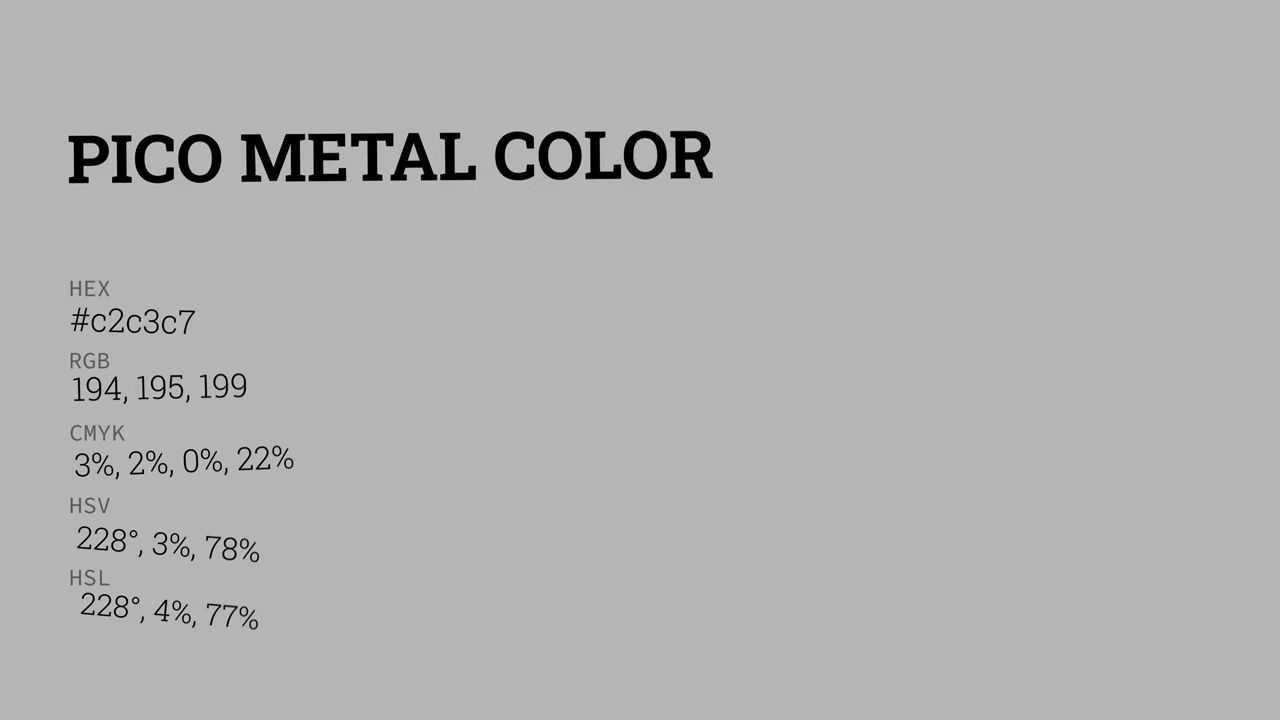 PICO METAL COLOR
HEX
#c2c3c7
RGB
194, 195, 199
CMYK
3%, 2%, 0%, 22%
HSV
228°, 3%, 78%
HSL
228°, 4%, 77%